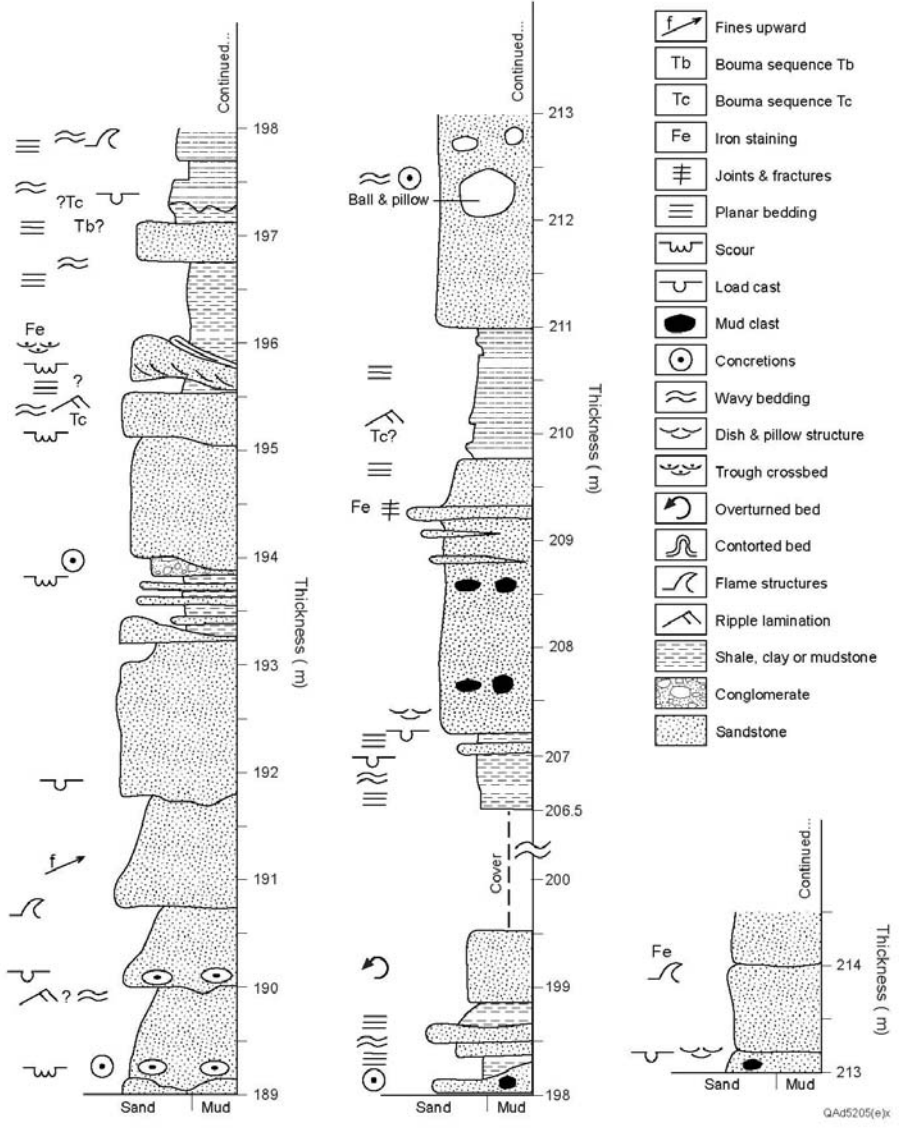 Continued...
198
?Tc
Tb?
197
Fe
196
?
Tc
195
194
Thickness ( m)
193
192
f
191
?
190
189
Sand
Mud
Continued...
213
Ball & pillow
212
211
Thickness ( m)
210
Tc?
Fe
209
208
207
206.5
Cover
200
199
198
Sand
Mud
f
Fines upward
Tb
Bouma sequence Tb
Tc
Bouma sequence Tc
Fe
Iron staining
Joints & fractures
Planar bedding
Scour
Load cast
Mud clast
Concretions
Wavy bedding
Dish & pillow structure
Trough crossbed
Overturned bed
Contorted bed
Flame structures
Ripple lamination
Shale, clay or mudstone
Conglomerate
Sandstone
Continued...
Fe
214
Thickness ( m)
213
Sand
Mud
QAd5205(e)x